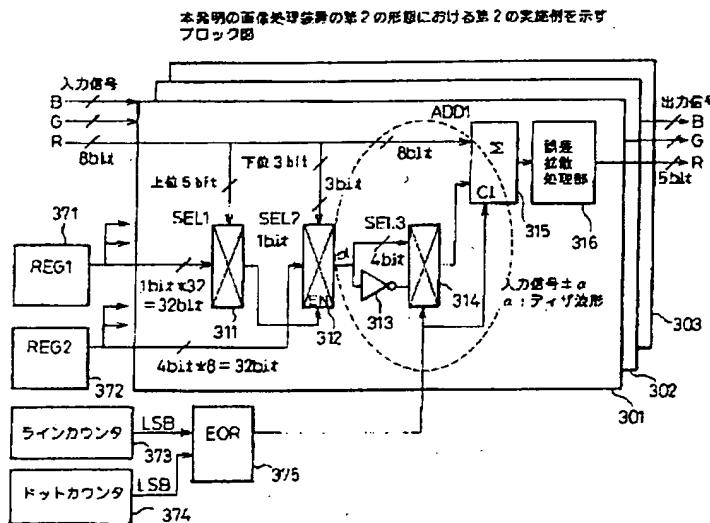 本発明の画像処理装置の第2の形態における第2の実施例を示す
ブロック図
入力信号
出力信号
B
G
R
8bit
ADD1
B
G
R
5bit
上位5bit
下位3bit
3bit
8bit
Σ
CI
315
誤差
拡散
処理部
316
371
REG1
SEL1
SEL2
1bit
SEL3
4bit
α
1bit*32
=32bit
311
EN
312
313
314
入力信号±α
α:ディザ波形
303
REG2
372
4bit*8=32bit
302
301
ラインカウンタ
LSB
373
EOR
375
ドットカウンタ
LSB
374